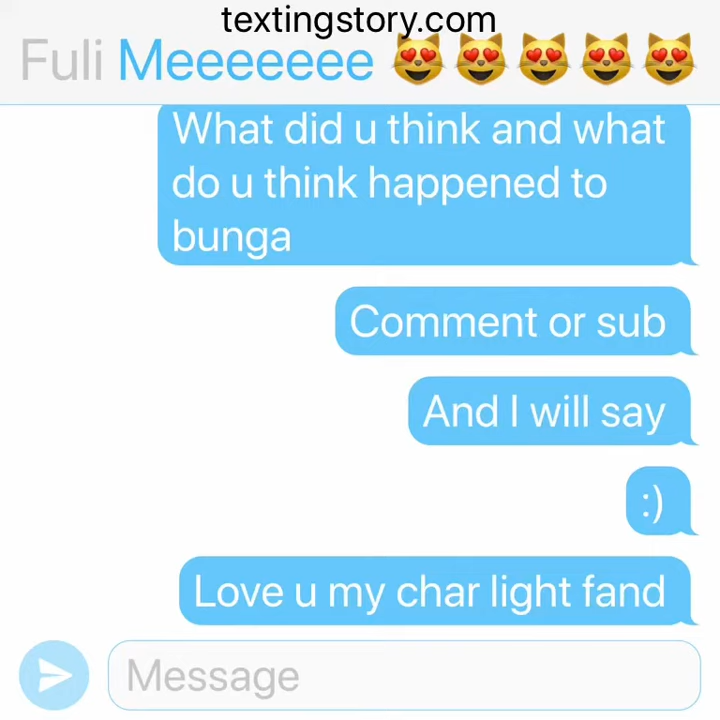 textingstory.com
Fuli Meeeeeee 😻😻😻😻😻
What did u think and what
do u think happened to
bunga
Comment or sub
And I will say
:)
Love u my char light fand
Message